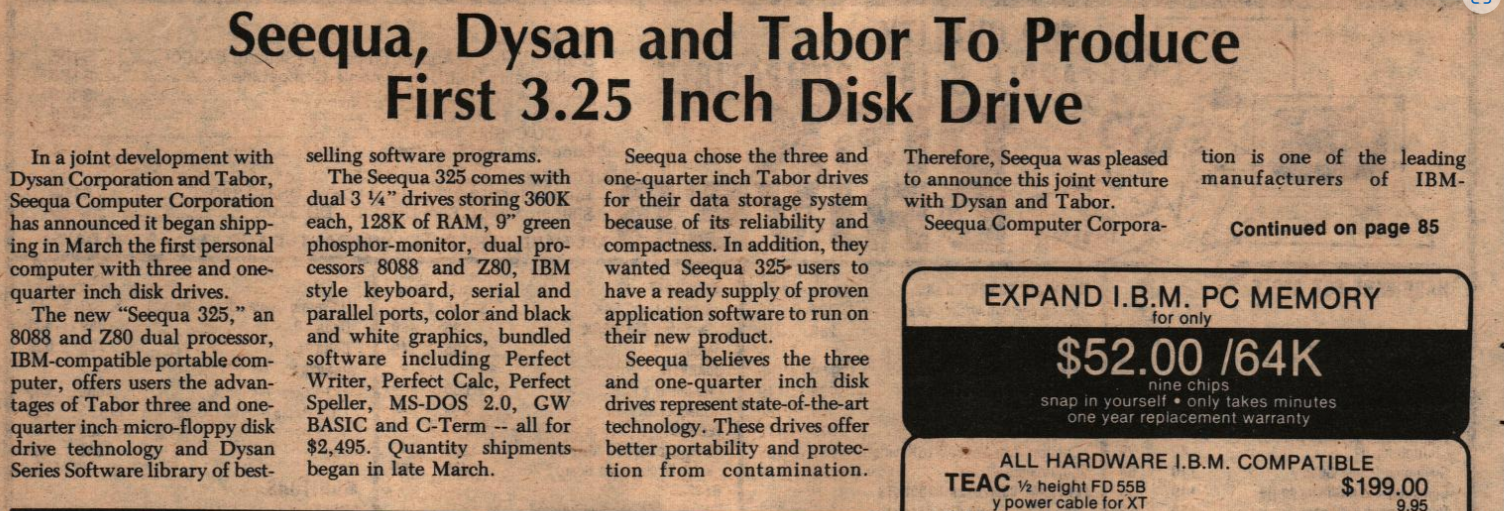 Seequa, Dysan and Tabor To Produce
First 3.25 Inch Disk Drive
In a joint development with
Dysan Corporation and Tabor,
Seequa Computer Corporation
has announced it began shipp-
ing in March the first personal
computer with three and one-
quarter inch disk drives.
The new “Seequa 325,” an
8088 and Z80 dual processor,
IBM-compatible portable com-
puter, offers users the advan-
tages of Tabor three and one-
quarter inch micro-floppy disk
drive technology and Dysan
Series Software library of best-
selling software programs.
The Seequa 325 comes with
dual 3 ¼” drives storing 360K
each, 128K of RAM, 9” green
phosphor-monitor, dual pro-
cessors 8088 and Z80, IBM
style keyboard, serial and
parallel ports, color and black
and white graphics, bundled
software including Perfect
Writer, Perfect Calc, Perfect
Speller, MS-DOS 2.0, GW
BASIC and C-Term -- all for
$2,495. Quantity shipments
began in late March.
Seequa chose the three and
one-quarter inch Tabor drives
for their data storage system
because of its reliability and
compactness. In addition, they
wanted Seequa 325 users to
have a ready supply of proven
application software to run on
their new product.
Seequa believes the three
and one-quarter inch disk
drives represent state-of-the-art
technology. These drives offer
better portability and protec-
tion from contamination.
Therefore, Seequa was pleased
to announce this joint venture
with Dysan and Tabor.
Seequa Computer Corpora-
tion is one of the leading
manufacturers of IBM-
Continued on page 85
EXPAND I.B.M. PC MEMORY
for only
$52.00 /64K
nine chips
snap in yourself • only takes minutes
one year replacement warranty
ALL HARDWARE I.B.M. COMPATIBLE
TEAC ½ height FD 55B $199.00
y power cable for XT 9.95